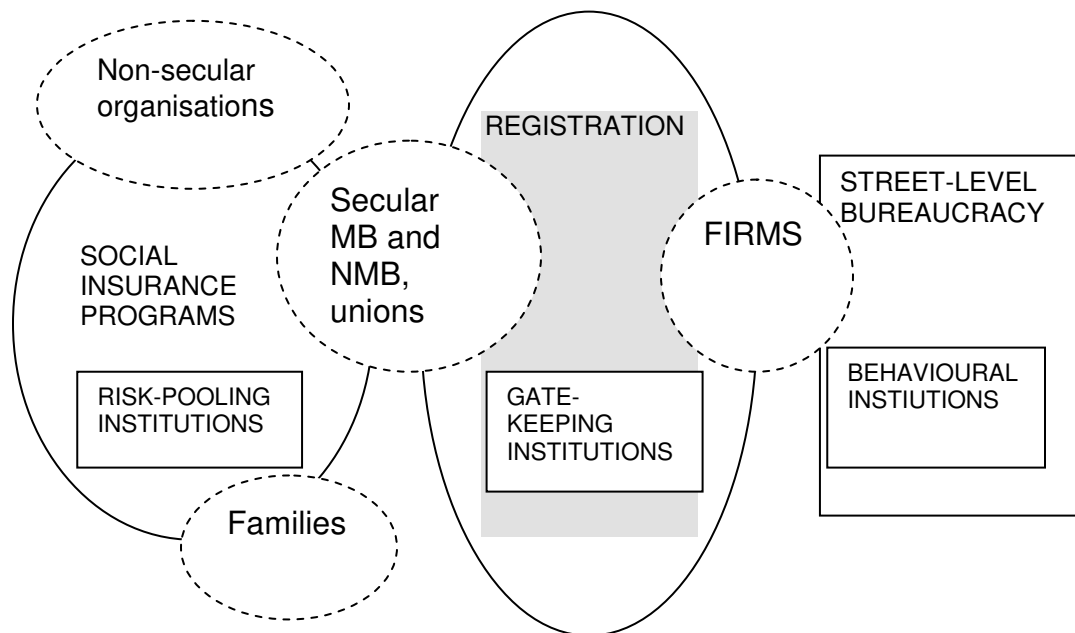 Non-secular
organisations
REGISTRATION
STREET-LEVEL
BUREAUCRACY
Secular
MB and
NMB,
unions
FIRMS
SOCIAL
INSURANCE
PROGRAMS
RISK-POOLING
INSTITUTIONS
GATE-
KEEPING
INSTITUTIONS
BEHAVIOURAL
INSTIUTIONS
Families